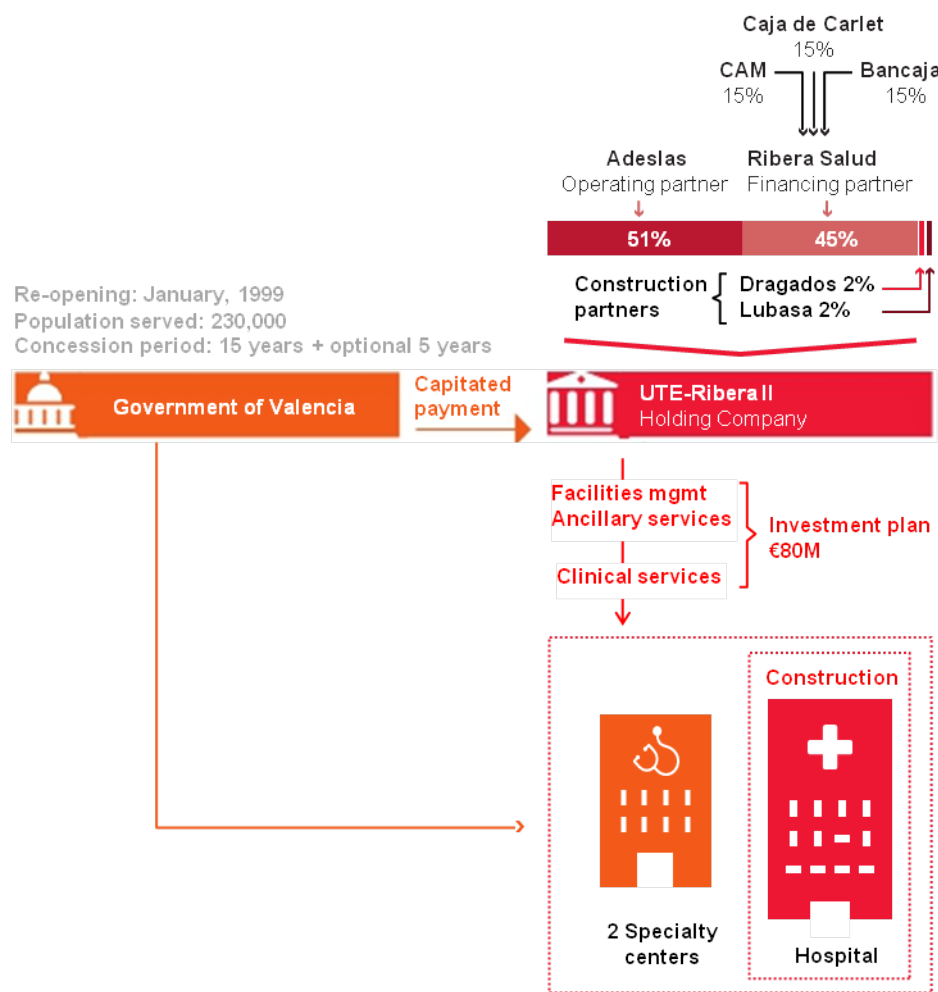 Caja de Carlet
15%
CAM
15%
Bancaja
15%
Adeslas
Operating partner
Ribera Salud
Financing partner
51%
45%
Construction
partners
Dragados 2%
Lubasa 2%
Re-opening: January, 1999
Population served: 230,000
Concession period: 15 years + optional 5 years
Government of Valencia
Capitated
payment
UTE-Ribera II
Holding Company
Facilities mgmt
Ancillary services
Clinical services
Investment plan
€80M
Construction
2 Specialty
centers
Hospital